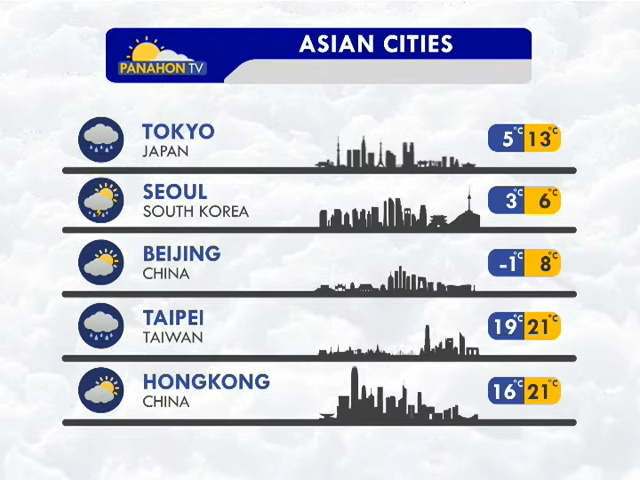 ASIAN CITIES
PANAHON TV
TOKYO
JAPAN
5°C 13°C
SEOUL
SOUTH KOREA
3°C 6°C
BEIJING
CHINA
-1°C 8°C
TAIPEI
TAIWAN
19°C 21°C
HONGKONG
CHINA
16°C 21°C